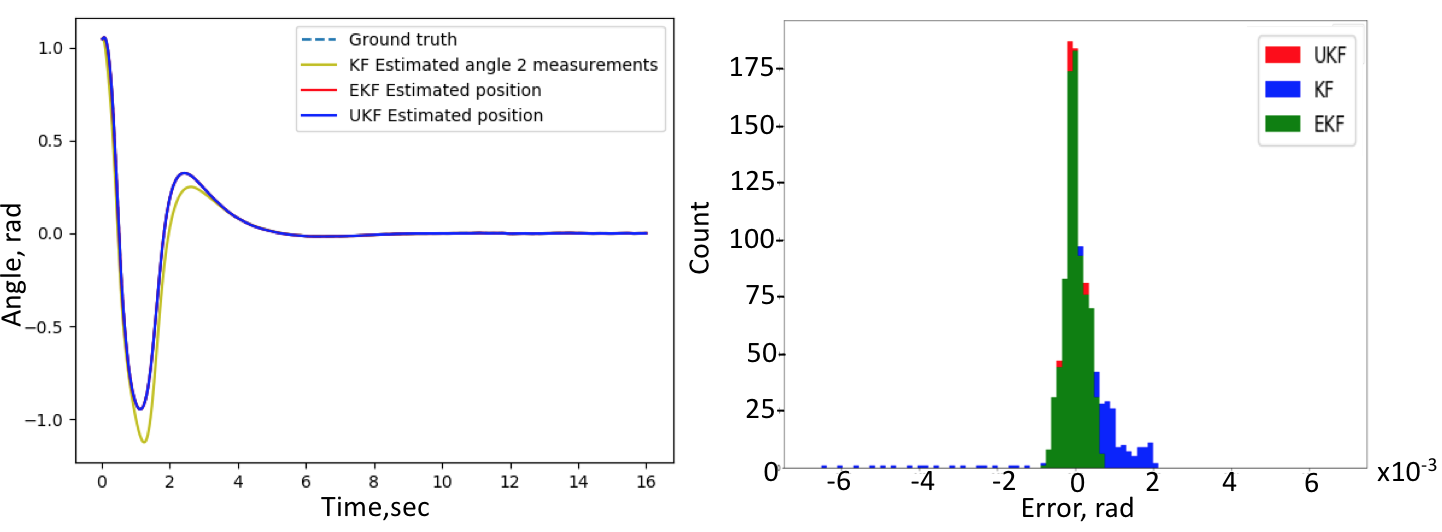 1.0
0.5
0.0
−0.5
−1.0
Angle, rad
Ground truth
KF Estimated angle 2 measurements
EKF Estimated position
UKF Estimated position
0 2 4 6 8 10 12 14 16
Time,sec
175
150
125
100
75
50
25
0
Count
UKF
KF
EKF
-6 -4 -2 0 2 4 6 x10-3
Error, rad